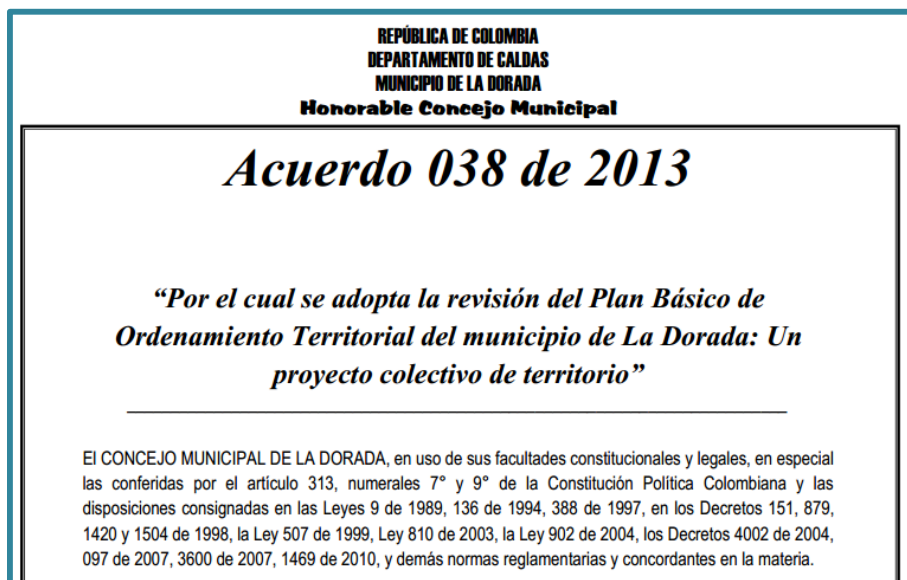 REPÚBLICA DE COLOMBIA
DEPARTAMENTO DE CALDAS
MUNICIPIO DE LA DORADA
Honorable Concejo Municipal
Acuerdo 038 de 2013
“Por el cual se adopta la revisión del Plan Básico de
Ordenamiento Territorial del municipio de La Dorada: Un
proyecto colectivo de territorio”
El CONCEJO MUNICIPAL DE LA DORADA, en uso de sus facultades constitucionales y legales, en especial
las conferidas por el artículo 313, numerales 7° y 9° de la Constitución Política Colombiana y las
disposiciones consignadas en las Leyes 9 de 1989, 136 de 1994, 388 de 1997, en los Decretos 151, 879,
1420 y 1504 de 1998, la Ley 507 de 1999, Ley 810 de 2003, la Ley 902 de 2004, los Decretos 4002 de 2004,
097 de 2007, 3600 de 2007, 1469 de 2010, y demás normas reglamentarias y concordantes en la materia.